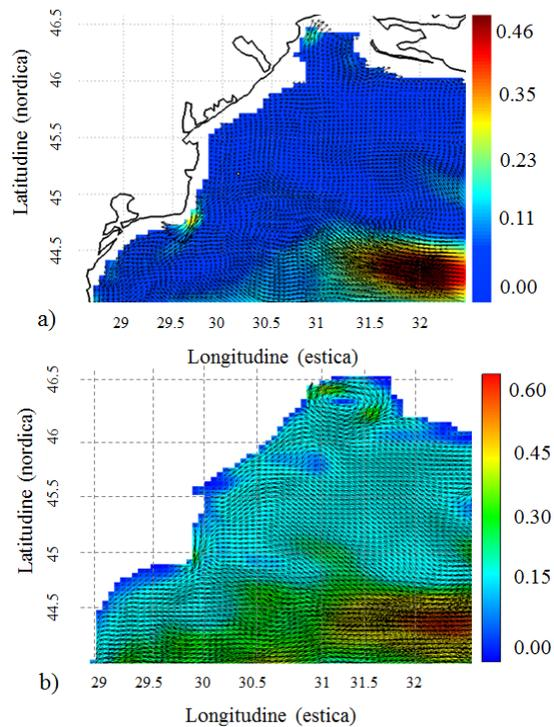 46.5
46
45.5
45
44.5
Latitudine (nordica)
0.46
0.35
0.23
0.11
0.00
a)
29 29.5 30 30.5 31 31.5 32
Longitudine (estica)
46.5
46
45.5
45
44.5
Latitudine (nordica)
0.60
0.45
0.30
0.15
0.00
b)
29 29.5 30 30.5 31 31.5 32
Longitudine (estica)